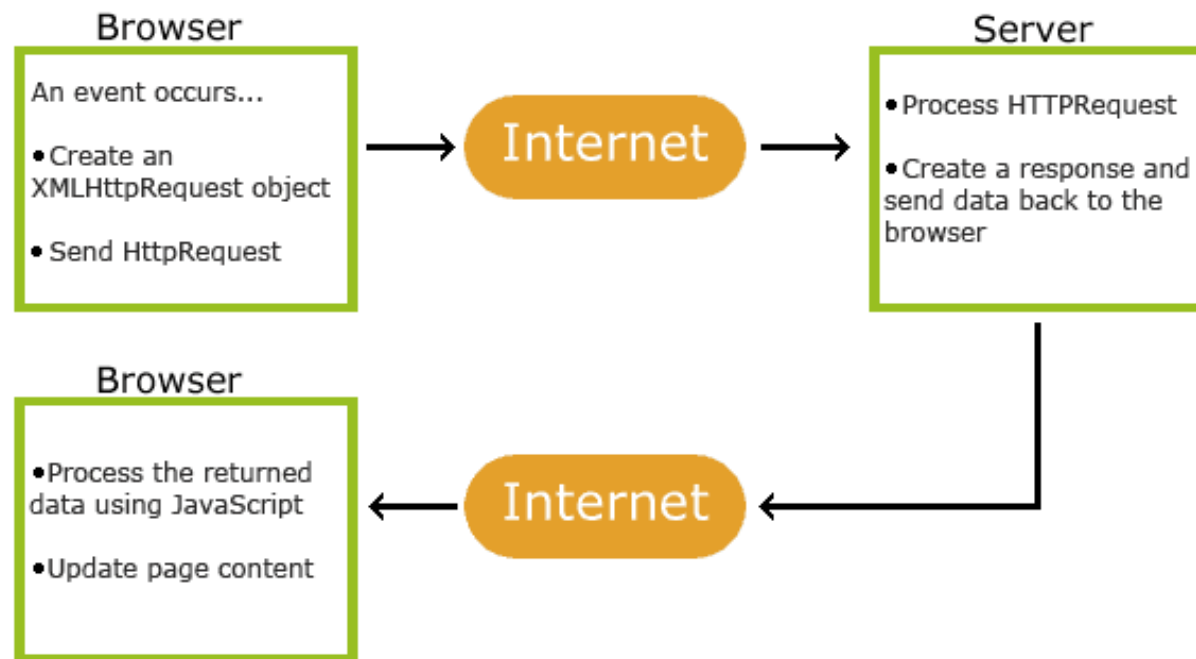 Browser
An event occurs...
•Create an
XMLHttpRequest object
• Send HttpRequest
Internet
Server
•Process HTTPRequest
•Create a response and
send data back to the
browser
Browser
•Process the returned
data using JavaScript
•Update page content
Internet